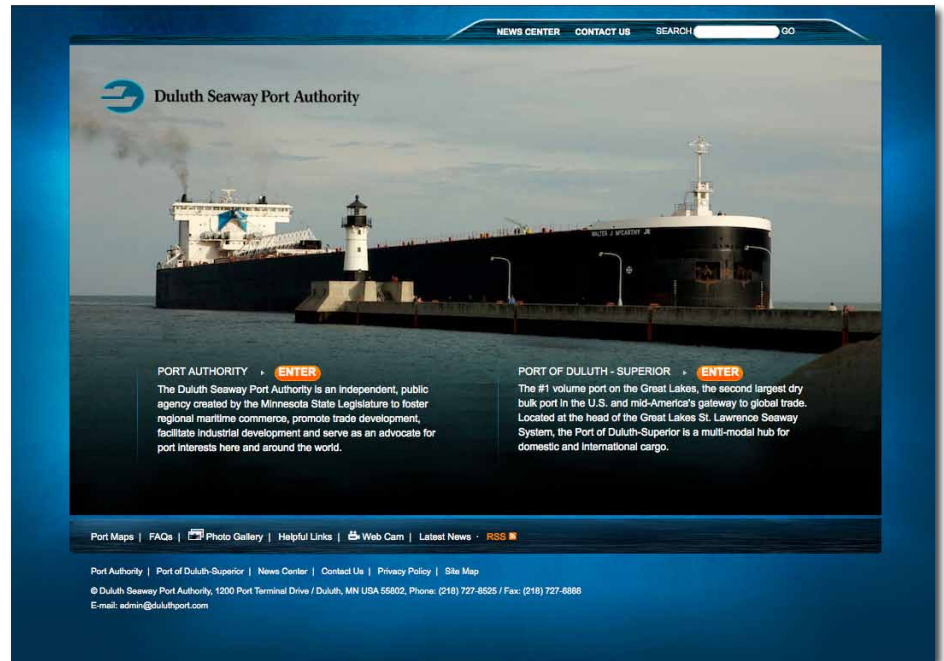 NEWS CENTER CONTACT US SEARCH GO
Duluth Seaway Port Authority
WALTER J MCCARTHY JR
PORT AUTHORITY ENTER
The Duluth Seaway Port Authority is an independent, public
agency created by the Minnesota State Legislature to foster
regional maritime commerce, promote trade development,
facilitate industrial development and serve as an advocate for
port interests here and around the world.
PORT OF DULUTH - SUPERIOR ENTER
The #1 volume port on the Great Lakes, the second largest dry
bulk port in the U.S. and mid-America's gateway to global trade.
Located at the head of the Great Lakes St. Lawrence Seaway
System, the Port of Duluth-Superior is a multi-modal hub for
domestic and international cargo.
Port Maps | FAQs | Photo Gallery | Helpful Links | Web Cam | Latest News · RSS
Port Authority | Port of Duluth-Superior | News Center | Contact Us | Privacy Policy | Site Map
© Duluth Seaway Port Authority, 1200 Port Terminal Drive / Duluth, MN USA 55802, Phone: (218) 727-8525 / Fax: (218) 727-6888
E-mail: admin@duluthport.com